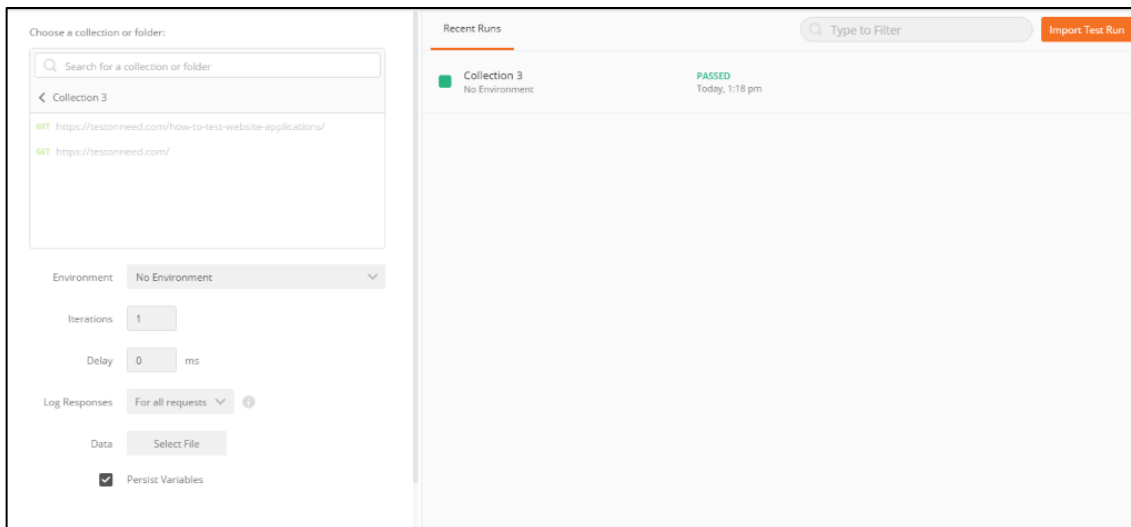 Choose a collection or folder:
Search for a collection or folder
Collection 3
GET https://testonneed.com/how-to-test-website-applications/
GET https://testonneed.com/
Environment No Environment
Iterations 1
Delay 0 ms
Log Responses For all requests
Data Select File
Persist Variables
Recent Runs Type to Filter Import Test Run
Collection 3 PASSED
No Environment Today, 1:18 pm